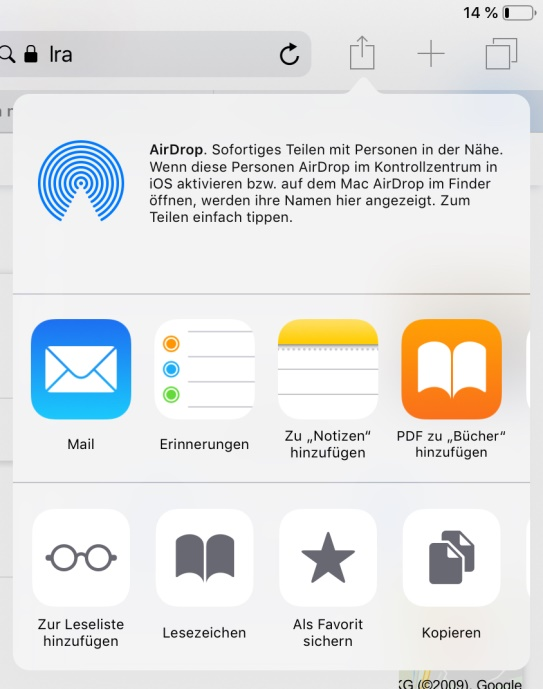 14 %
Ira
AirDrop. Sofortiges Teilen mit Personen in der Nähe.
Wenn diese Personen AirDrop im Kontrollzentrum in
iOS aktivieren bzw. auf dem Mac AirDrop im Finder
öffnen, werden ihre Namen hier angezeigt. Zum
Teilen einfach tippen.
Mail
Erinnerungen
Zu „Notizen“
hinzufügen
PDF zu „Bücher“
hinzufügen
Zur Leseliste
hinzufügen
Lesezeichen
Als Favorit
sichern
Kopieren
KG (©2009), Google